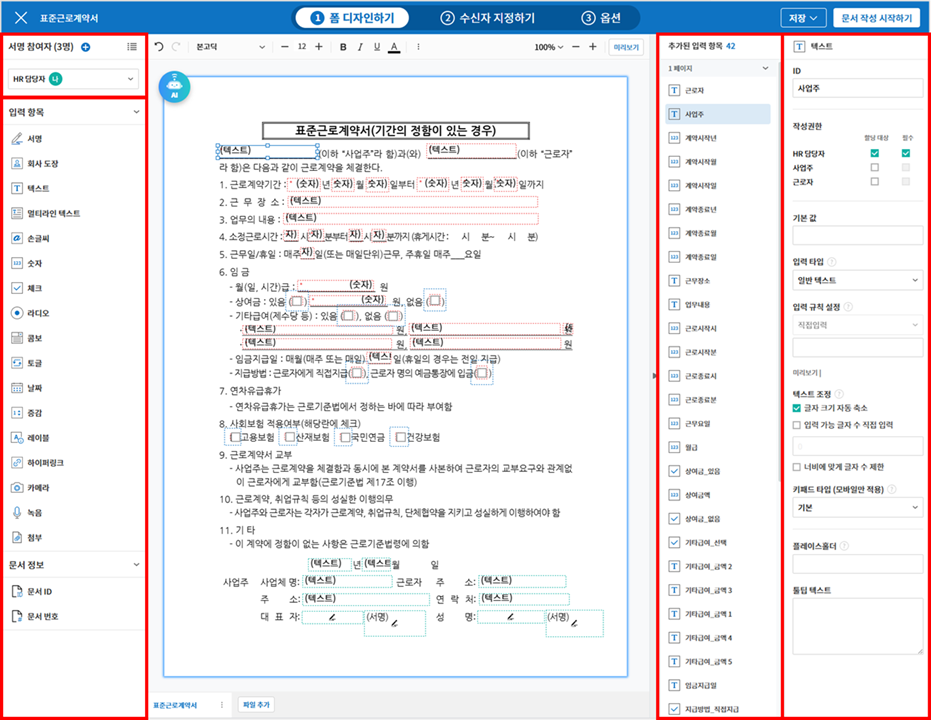 표준근로계약서
1 폼 디자인하기
2 수신자 지정하기
3 옵션
저장
문서 작성 시작하기
서명 참여자 (3명)
HR 담당자 나
입력 항목
서명
회사 도장
텍스트
멀티라인 텍스트
손글씨
숫자
체크
라디오
콤보
토글
날짜
증감
레이블
하이퍼링크
카메라
녹음
첨부
문서 정보
문서 ID
문서 번호
본고딕
12
B I U A
100%
미리보기
AI
표준근로계약서(기간의 정함이 있는 경우)
(텍스트) (이하 "사업주"라 함)과(와) (텍스트) (이하 "근로자"
라 함)은 다음과 같이 근로계약을 체결한다.
1. 근로계약기간 : (숫자) 년 (숫자) 월 (숫자) 일부터 (숫자) 년 (숫자) 월 (숫자) 일까지
2. 근 무 장 소 : (텍스트)
3. 업무의 내용 : (텍스트)
4. 소정근로시간 : 자) 시 자) 분부터 자) 시 자) 분까지 (휴게시간 : 시 분~ 시 분)
5. 근무일/휴일 : 매주 자) 일(또는 매일단위)근무, 주휴일 매주___요일
6. 임 금
- 월(일, 시간)급 : (숫자) 원
- 상여금 : 있음 ( ) (숫자) 원, 없음 ( )
- 기타급여(제수당 등) : 있음 ( ), 없음 ( )
· (텍스트) 원, (텍스트)
· (텍스트) 원, (텍스트) 원
- 임금지급일 : 매월(매주 또는 매일) (텍스! 일(휴일의 경우는 전일 지급)
- 지급방법 : 근로자에게 직접지급( ), 근로자 명의 예금통장에 입금( )
7. 연차유급휴가
- 연차유급휴가는 근로기준법에서 정하는 바에 따라 부여함
8. 사회보험 적용여부(해당란에 체크)
고용보험 산재보험 국민연금 건강보험
9. 근로계약서 교부
- 사업주는 근로계약을 체결함과 동시에 본 계약서를 사본하여 근로자의 교부요구와 관계없
이 근로자에게 교부함(근로기준법 제17조 이행)
10. 근로계약, 취업규칙 등의 성실한 이행의무
- 사업주와 근로자는 각자가 근로계약, 취업규칙, 단체협약을 지키고 성실하게 이행하여야 함
11. 기 타
- 이 계약에 정함이 없는 사항은 근로기준법령에 의함
(텍스트) 년 (텍스트 월 일
사업주 사업체 명: (텍스트) 근로자 주 소: (텍스트)
주 소: (텍스트) 연 락 처: (텍스트)
대 표 자: (서명) 성 명: (서명)
표준근로계약서
파일 추가
추가된 입력 항목 42
1 페이지
근로자
사업주
계약시작년
계약시작월
계약시작일
계약종료년
계약종료월
계약종료일
근무장소
업무내용
근로시작시
근로시작분
근로종료시
근로종료분
근무요일
월급
상여금_있음
상여금액
상여금_없음
기타급여_선택
기타급여_금액 2
기타급여_금액 3
기타급여_금액 1
기타급여_금액 4
기타급여_금액 5
임금지급일
지급방법_직접지급
텍스트
ID
사업주
작성권한
할당 대상 필수
HR 담당자
사업주
근로자
기본 값
입력 타입
일반 텍스트
입력 규칙 설정
직접입력
미리보기 |
텍스트 조정
글자 크기 자동 축소
입력 가능 글자 수 직접 입력
너비에 맞게 글자 수 제한
키패드 타입 (모바일만 적용)
기본
플레이스홀더
툴팁 텍스트